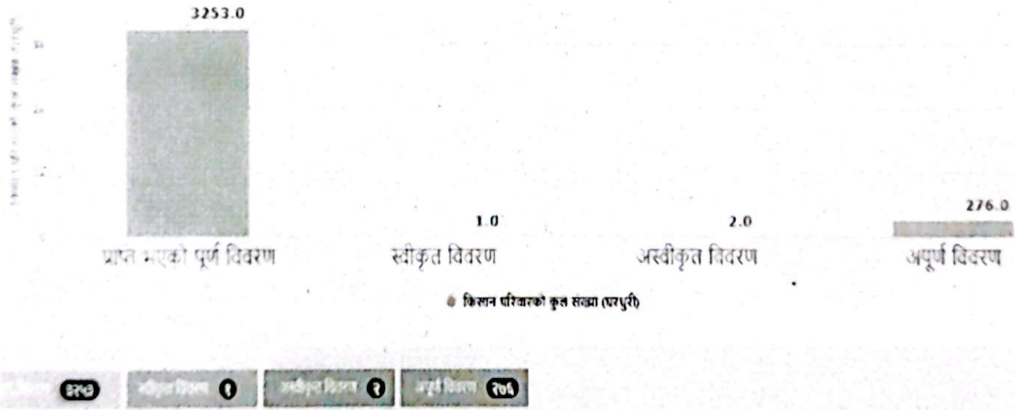 3253.0
1.0
2.0
276.0
प्राप्त भएको पूर्ण विवरण
स्वीकृत विवरण
अस्वीकृत विवरण
अपूर्ण विवरण
किसान परिवारको कुल संख्या (घरधुरी)
३२५३
स्वीकृत विवरण १
अस्वीकृत विवरण २
अपूर्ण विवरण २७६